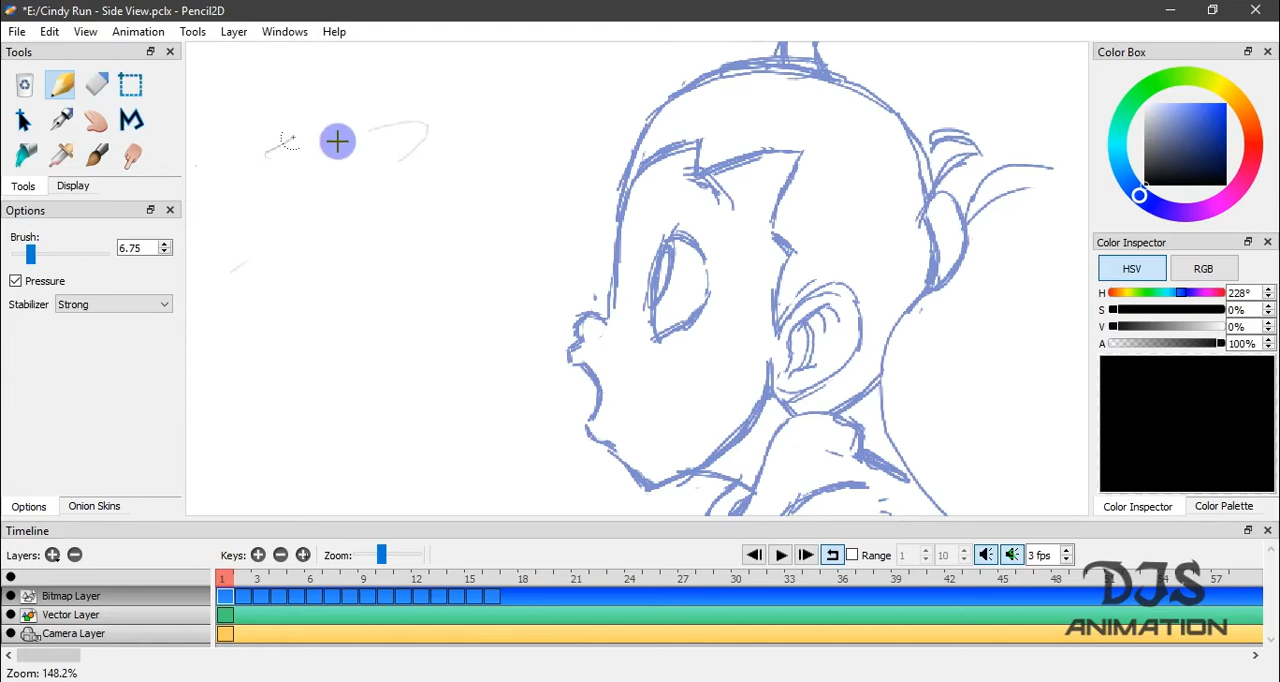 *E:/Cindy Run - Side View.pclx - Pencil2D
File Edit View Animation Tools Layer Windows Help
Tools
Tools Display
Options
Brush:
6.75
Pressure
Stabilizer Strong
Options Onion Skins
Color Box
Color Inspector
HSV RGB
H 228°
S 0%
V 0%
A 100%
Color Inspector Color Palette
Timeline
Layers: Keys: Zoom: Range 1 10 3 fps
1 3 6 9 12 15 18 21 24 27 30 33 36 39 42 45 48 51 54 57
Bitmap Layer
Vector Layer
Camera Layer
DJS
ANIMATION
Zoom: 148.2%